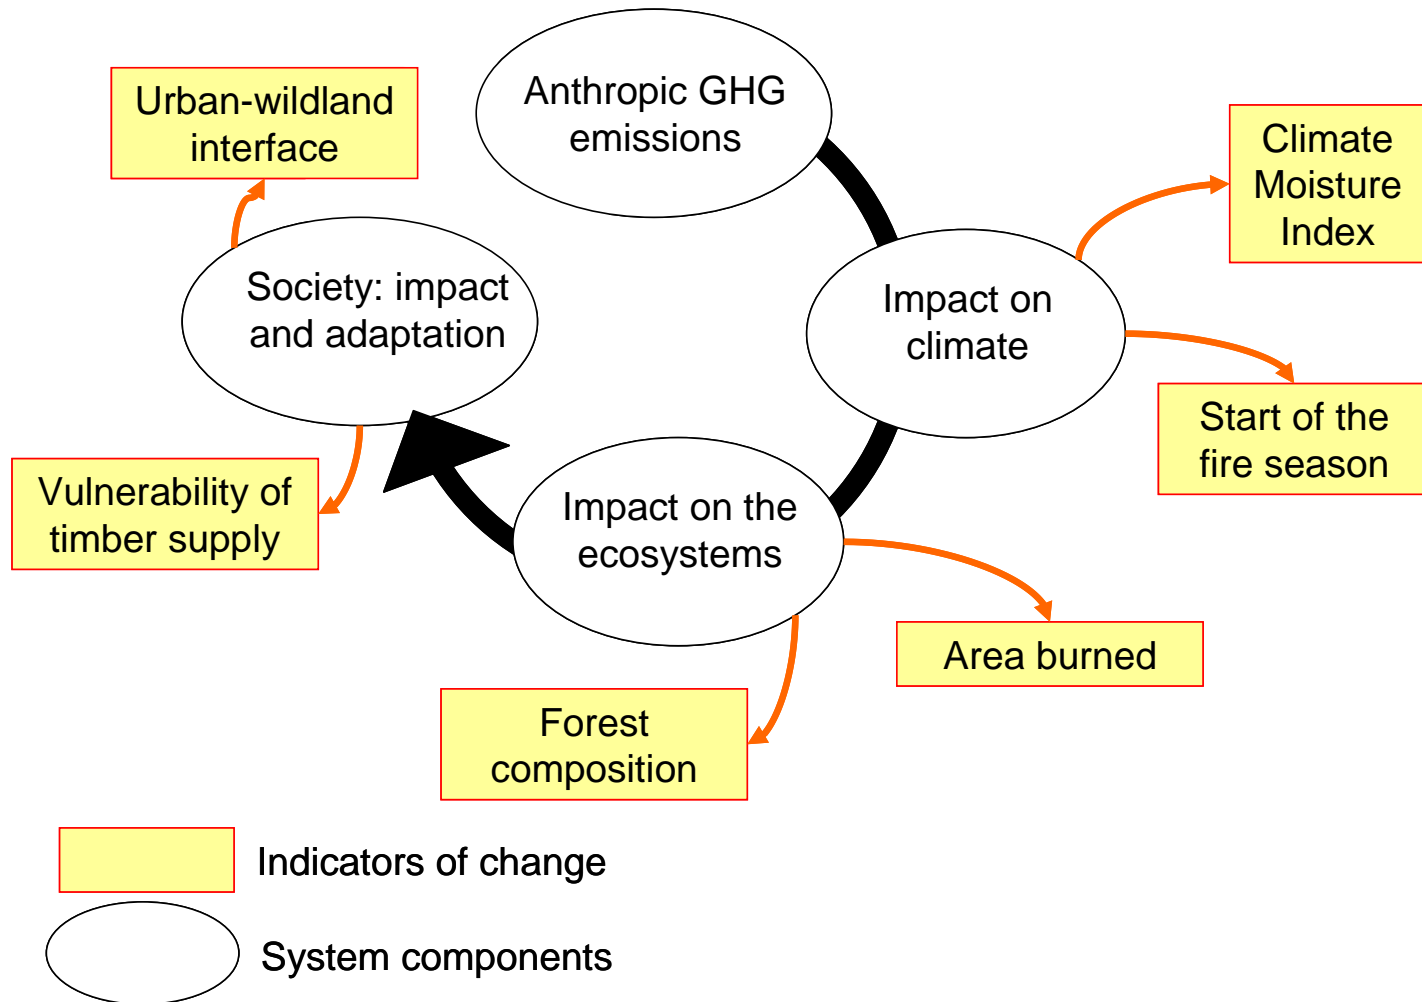 Anthropic GHG
emissions
Urban-wildland
interface
Climate
Moisture
Index
Society: impact
and adaptation
Impact on
climate
Start of the
fire season
Vulnerability of
timber supply
Impact on the
ecosystems
Area burned
Forest
composition
Indicators of change
System components